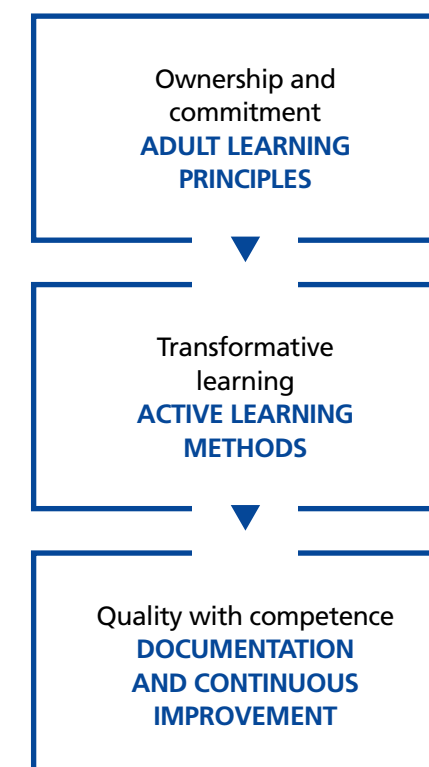 Ownership and
commitment
ADULT LEARNING
PRINCIPLES
Transformative
learning
ACTIVE LEARNING
METHODS
Quality with competence
DOCUMENTATION
AND CONTINUOUS
IMPROVEMENT